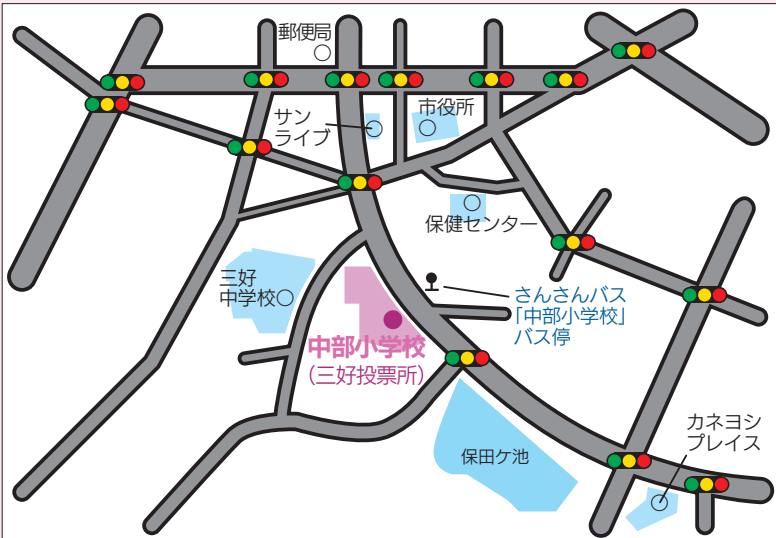 郵便局
サン
ライブ
市役所
保健センター
三好
中学校
さんさんバス
「中部小学校」
バス停
中部小学校
（三好投票所）
カネヨシ
プレイス
保田ケ池